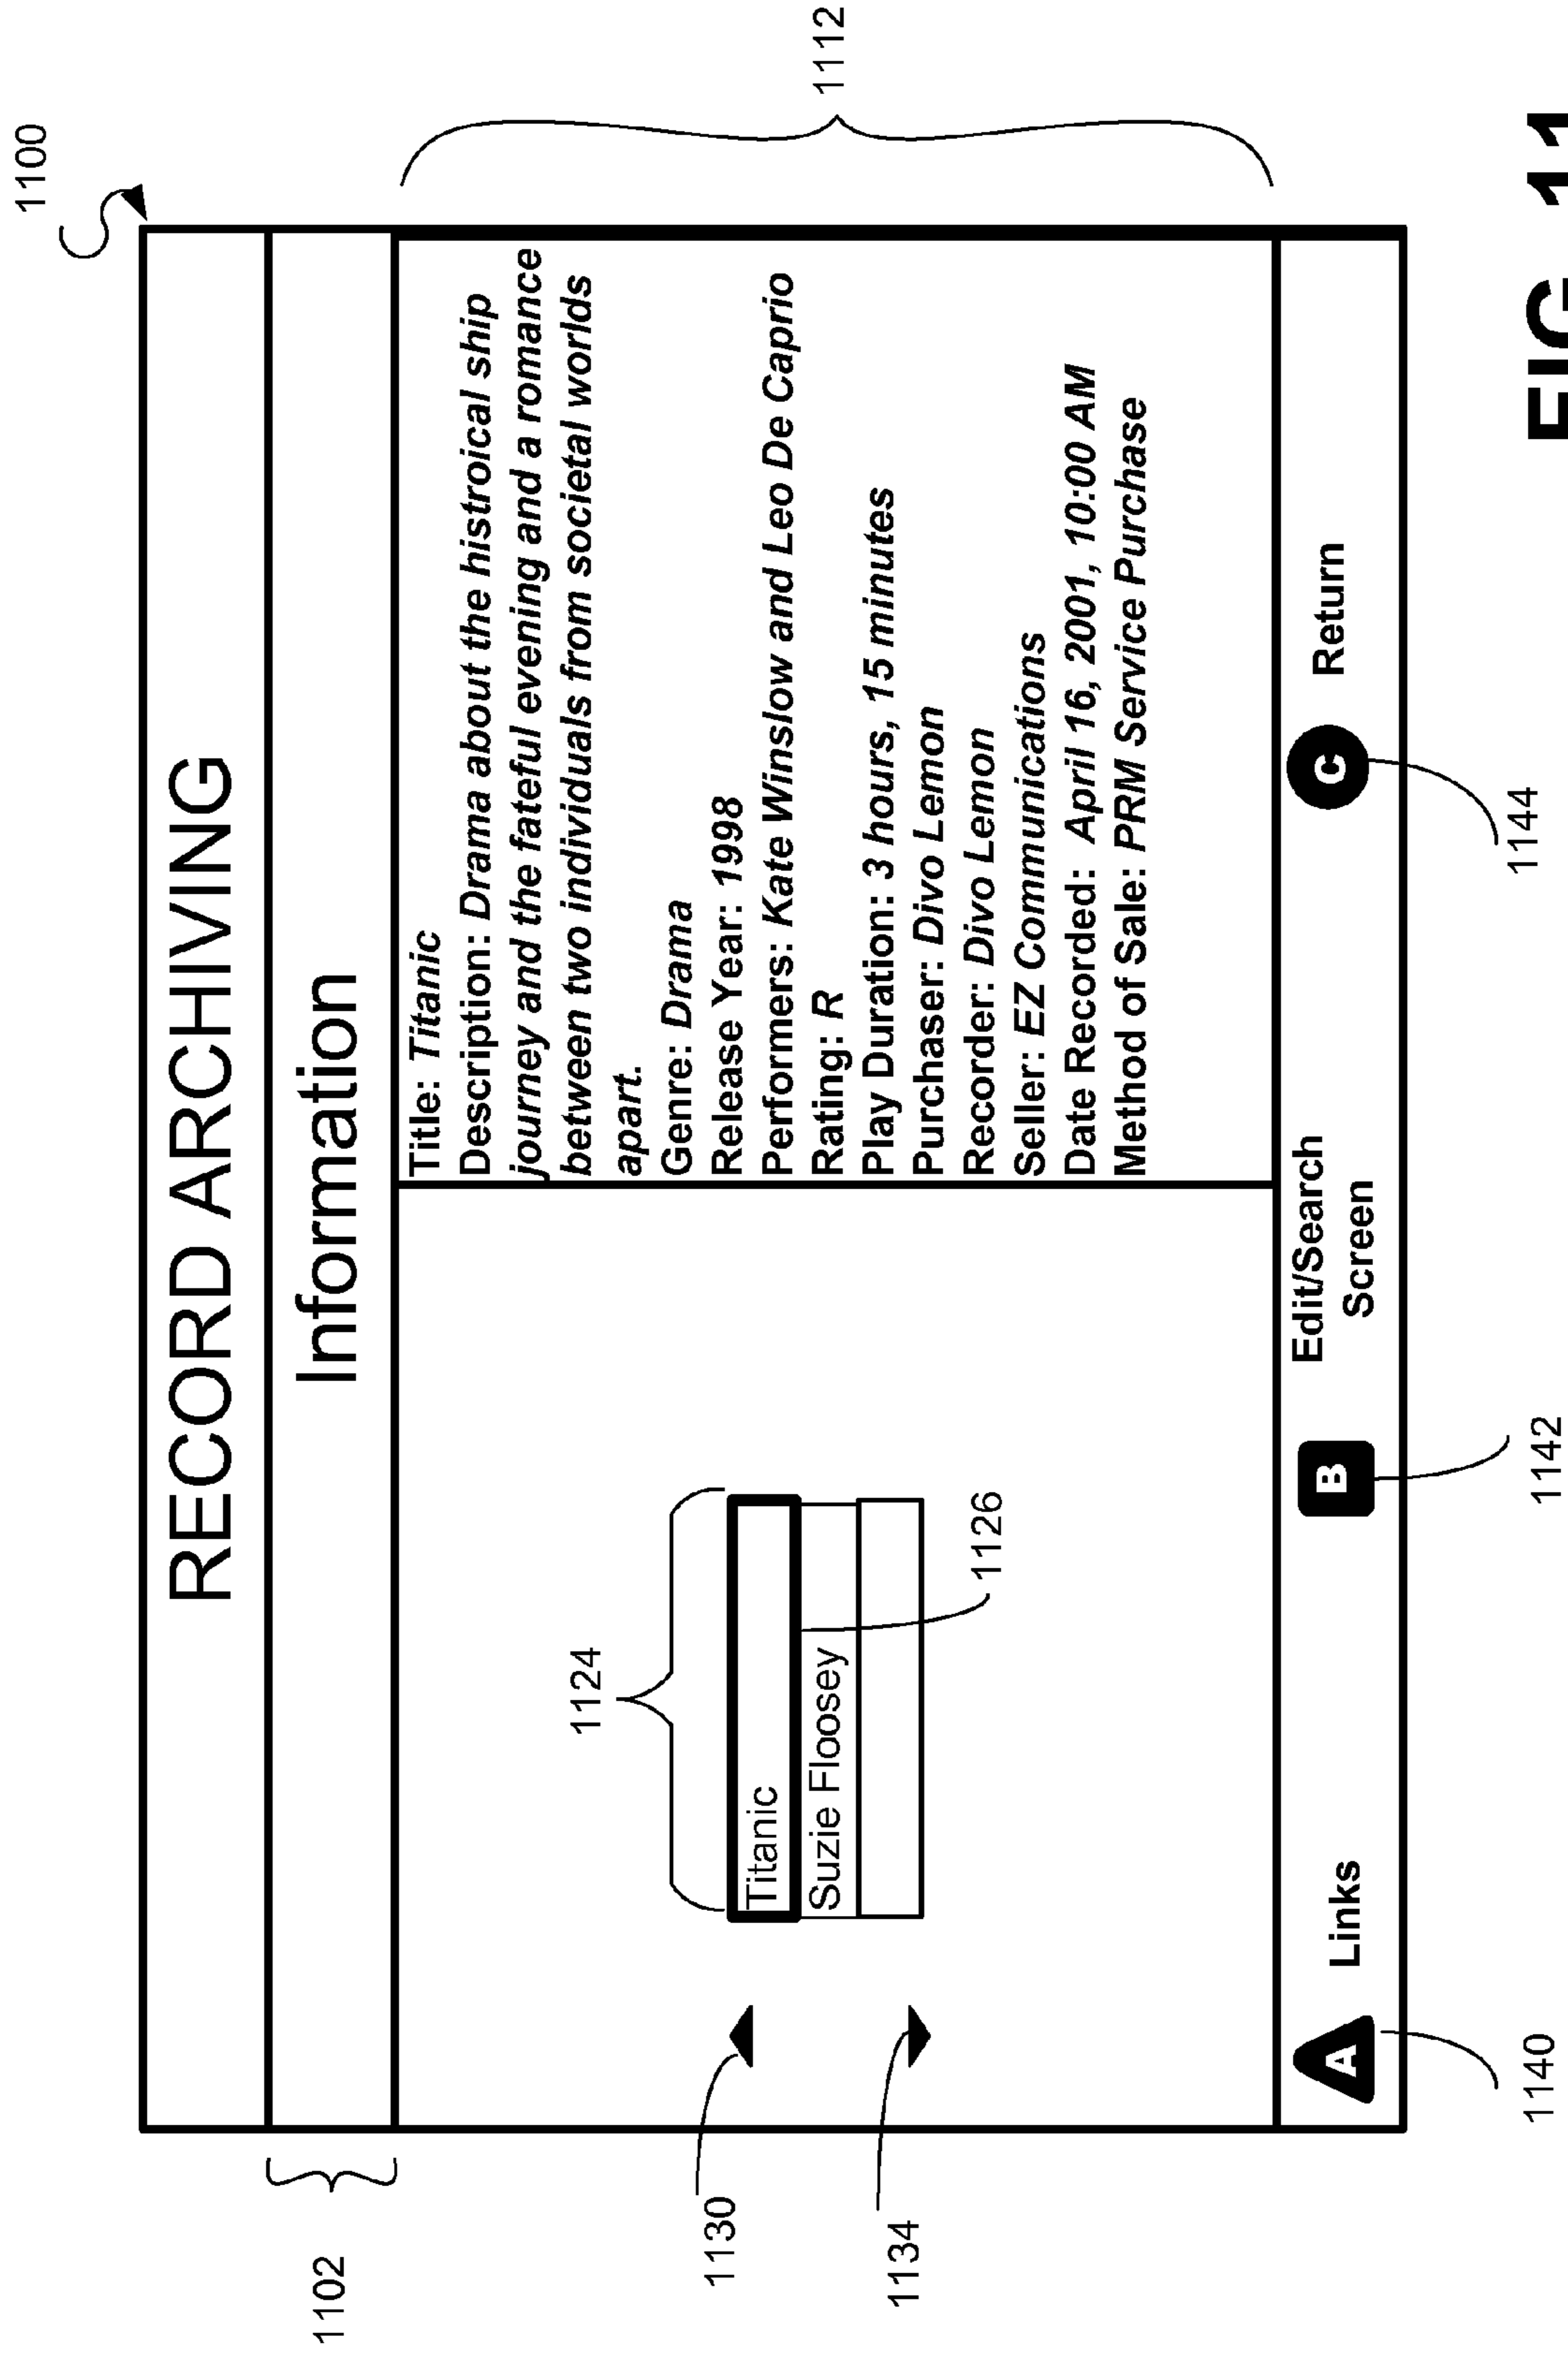 1100
RECORD ARCHIVING
1102
Information
1112
Title: Titanic
Description: Drama about the histroical ship
journey and the fateful evening and a romance
between two individuals from societal worlds
apart.
Genre: Drama
Release Year: 1998
Performers: Kate Winslow and Leo De Caprio
Rating: R
Play Duration: 3 hours, 15 minutes
Purchaser: Divo Lemon
Recorder: Divo Lemon
Seller: EZ Communications
Date Recorded: April 16, 2001, 10:00 AM
Method of Sale: PRM Service Purchase
1124
1130
Titanic
Suzie Floosey
1126
1134
A Links
B Edit/Search
Screen
C Return
1140
1142
1144
FIG. 11